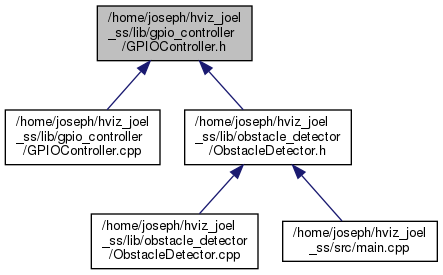 /home/joseph/hviz_joel
_ss/lib/gpio_controller
/GPIOController.h
/home/joseph/hviz_joel
_ss/lib/gpio_controller
/GPIOController.cpp
/home/joseph/hviz_joel
_ss/lib/obstacle_detector
/ObstacleDetector.h
/home/joseph/hviz_joel
_ss/lib/obstacle_detector
/ObstacleDetector.cpp
/home/joseph/hviz_joel
_ss/src/main.cpp